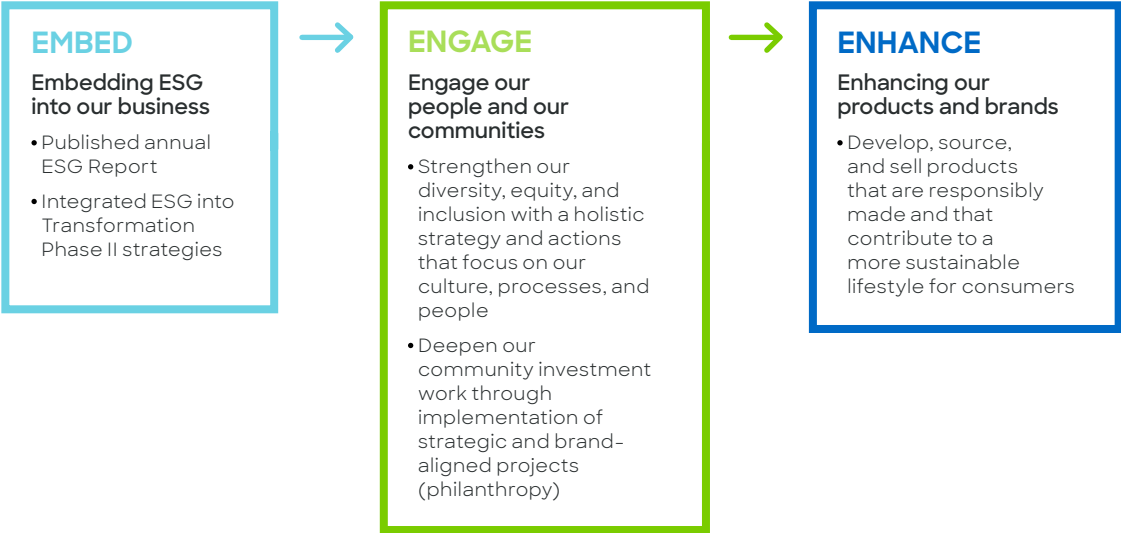 EMBED
Embedding ESG
into our business
• Published annual
ESG Report
• Integrated ESG into
Transformation
Phase II strategies
ENGAGE
Engage our
people and our
communities
• Strengthen our
diversity, equity, and
inclusion with a holistic
strategy and actions
that focus on our
culture, processes, and
people
• Deepen our
community investment
work through
implementation of
strategic and brand-
aligned projects
(philanthropy)
ENHANCE
Enhancing our
products and brands
• Develop, source,
and sell products
that are responsibly
made and that
contribute to a
more sustainable
lifestyle for consumers